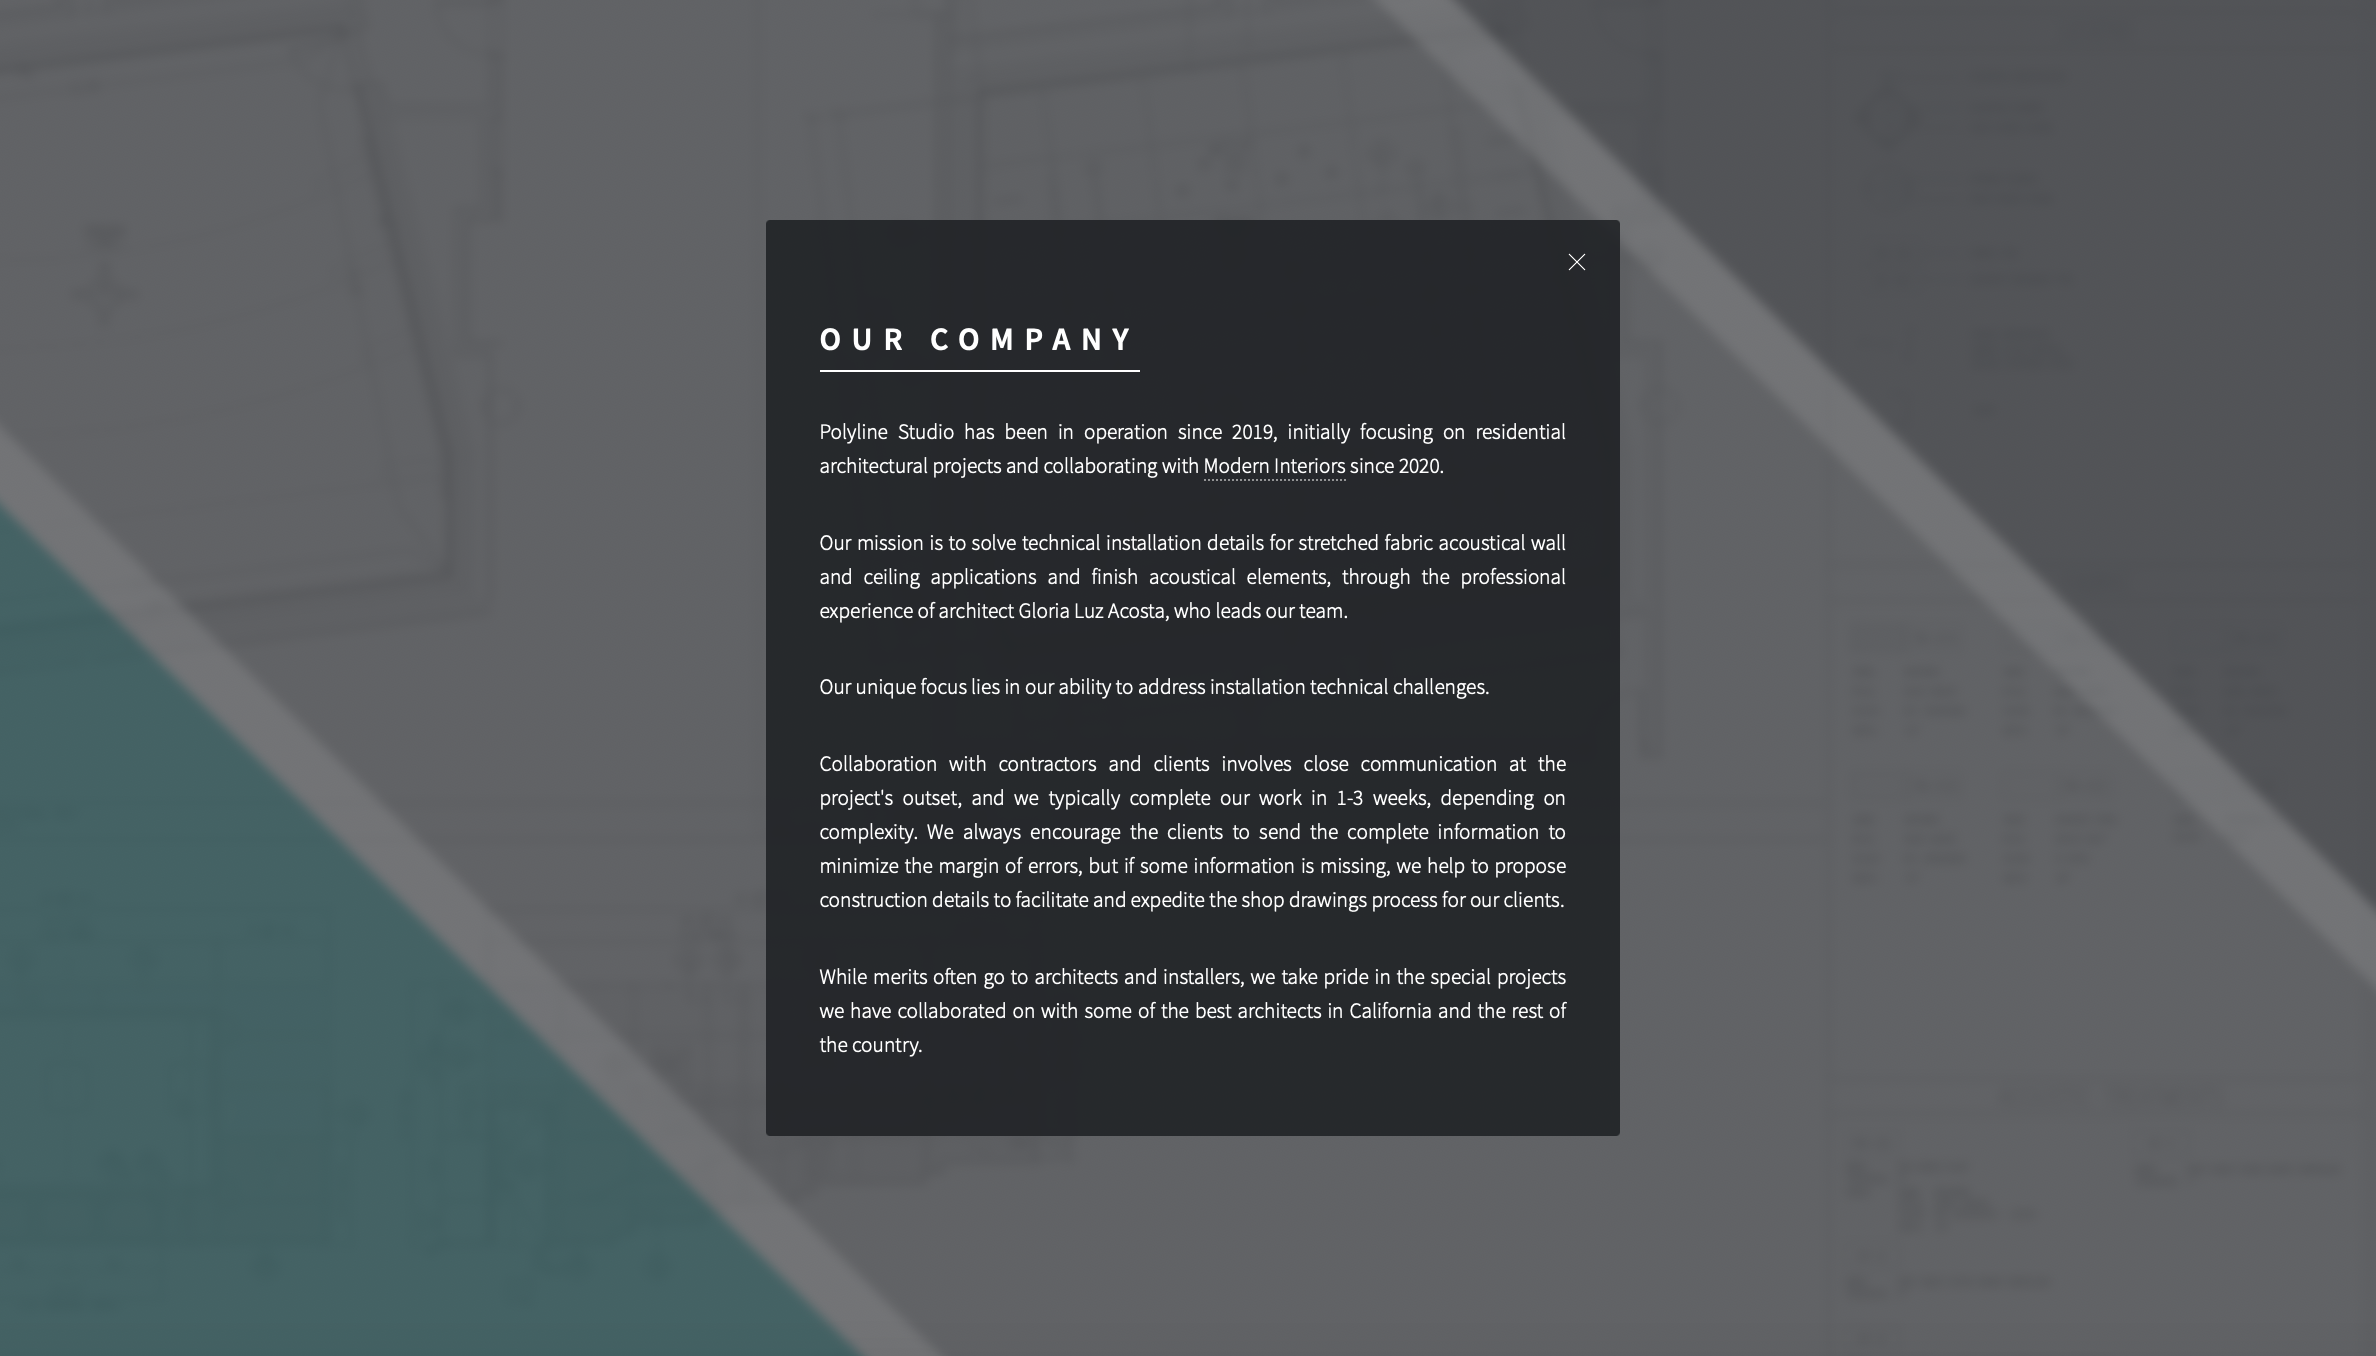 OUR COMPANY
Polyline Studio has been in operation since 2019, initially focusing on residential
architectural projects and collaborating with Modern Interiors since 2020.
Our mission is to solve technical installation details for stretched fabric acoustical wall
and ceiling applications and finish acoustical elements, through the professional
experience of architect Gloria Luz Acosta, who leads our team.
Our unique focus lies in our ability to address installation technical challenges.
Collaboration with contractors and clients involves close communication at the
project's outset, and we typically complete our work in 1-3 weeks, depending on
complexity. We always encourage the clients to send the complete information to
minimize the margin of errors, but if some information is missing, we help to propose
construction details to facilitate and expedite the shop drawings process for our clients.
While merits often go to architects and installers, we take pride in the special projects
we have collaborated on with some of the best architects in California and the rest of
the country.